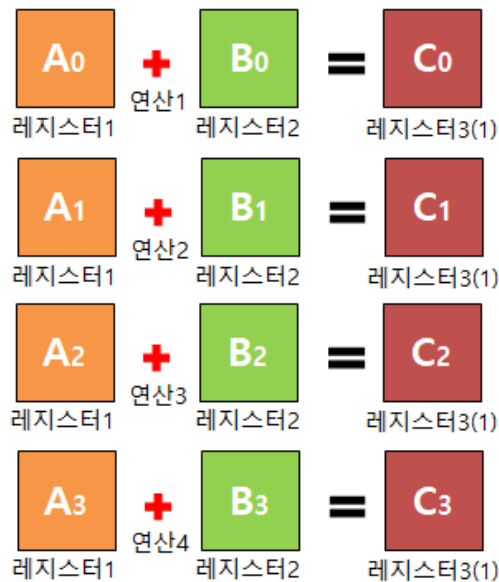 A0 + B0 = C0
연산1
레지스터1 레지스터2 레지스터3(1)
A1 + B1 = C1
연산2
레지스터1 레지스터2 레지스터3(1)
A2 + B2 = C2
연산3
레지스터1 레지스터2 레지스터3(1)
A3 + B3 = C3
연산4
레지스터1 레지스터2 레지스터3(1)